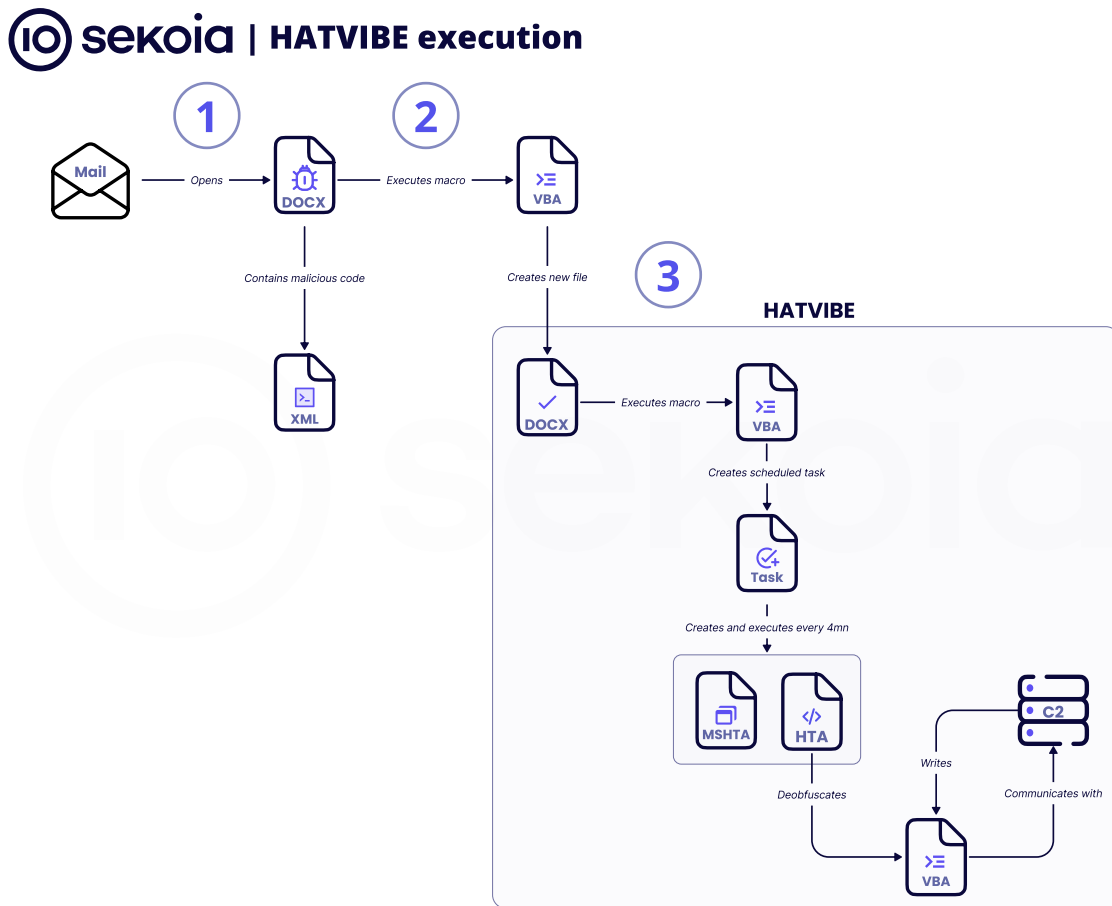 sekoia | HATVIBE execution
1
2
Mail
Opens
DOCX
Executes macro
VBA
Contains malicious code
Creates new file
3
HATVIBE
XML
DOCX
Executes macro
VBA
Creates scheduled task
Task
Creates and executes every 4mn
MSHTA
HTA
C2
Writes
Communicates with
Deobfuscates
VBA